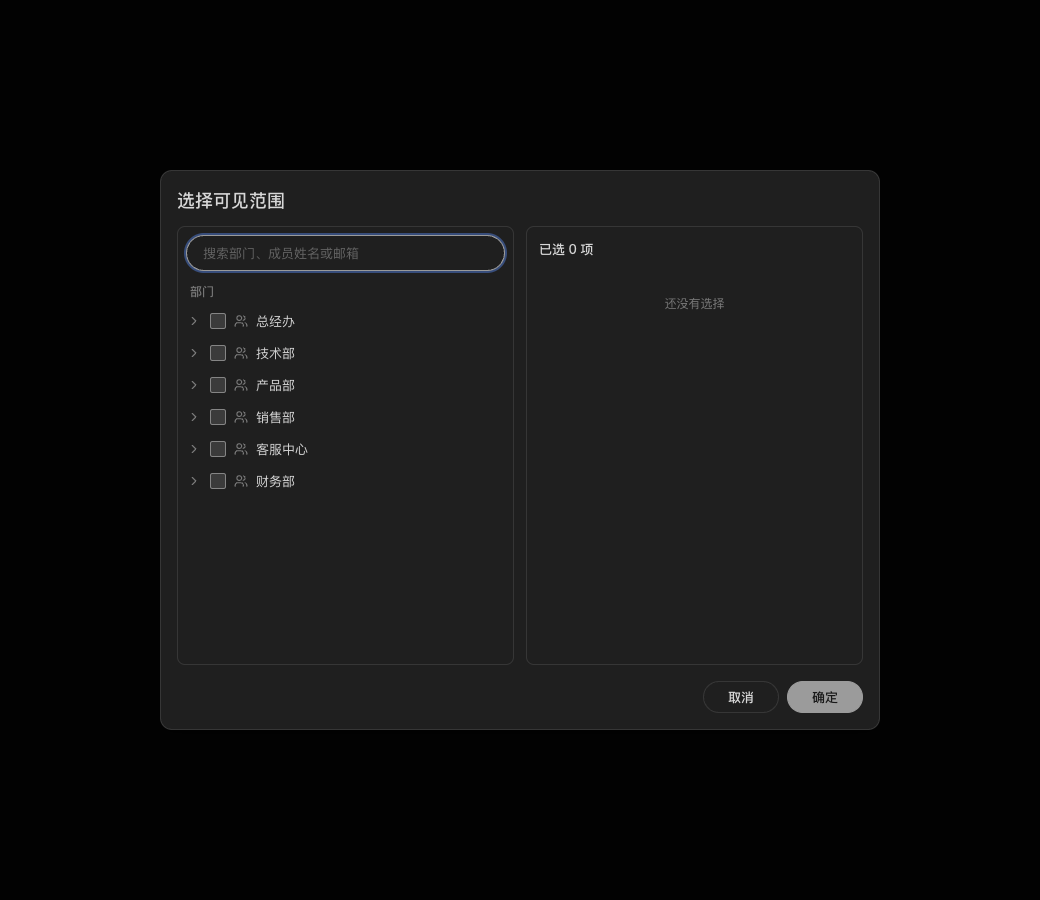 选择可见范围
搜索部门、成员姓名或邮箱
部门
总经办
技术部
产品部
销售部
客服中心
财务部
已选 0 项
还没有选择
取消
确定